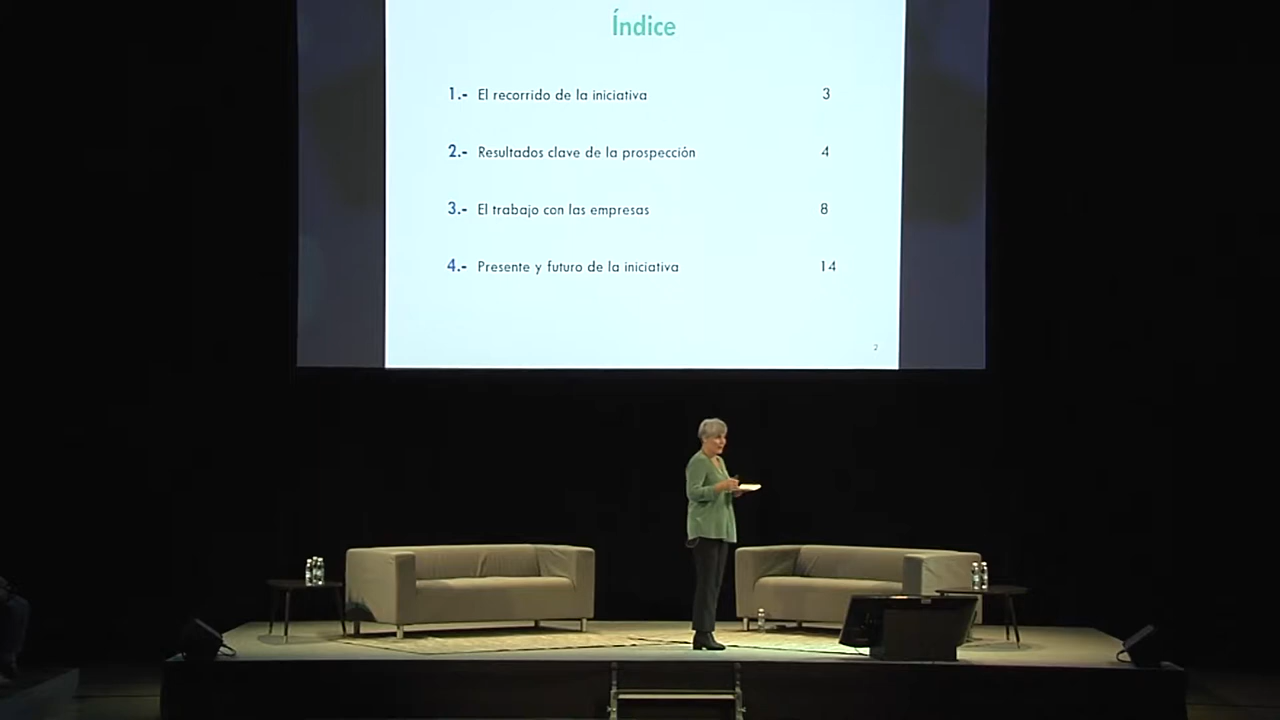 Índice
1.- El recorrido de la iniciativa 3
2.- Resultados clave de la prospección 4
3.- El trabajo con las empresas 8
4.- Presente y futuro de la iniciativa 14
2